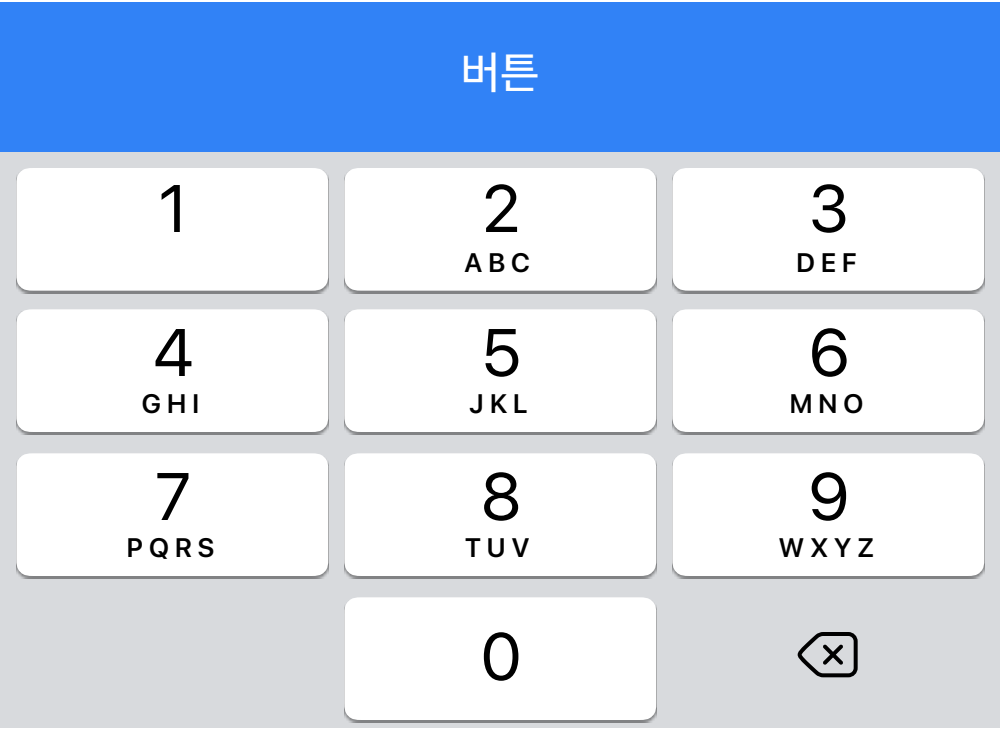 버튼
1 2 3
ABC DEF
4 5 6
GHI JKL MNO
7 8 9
PQRS TUV WXYZ
0